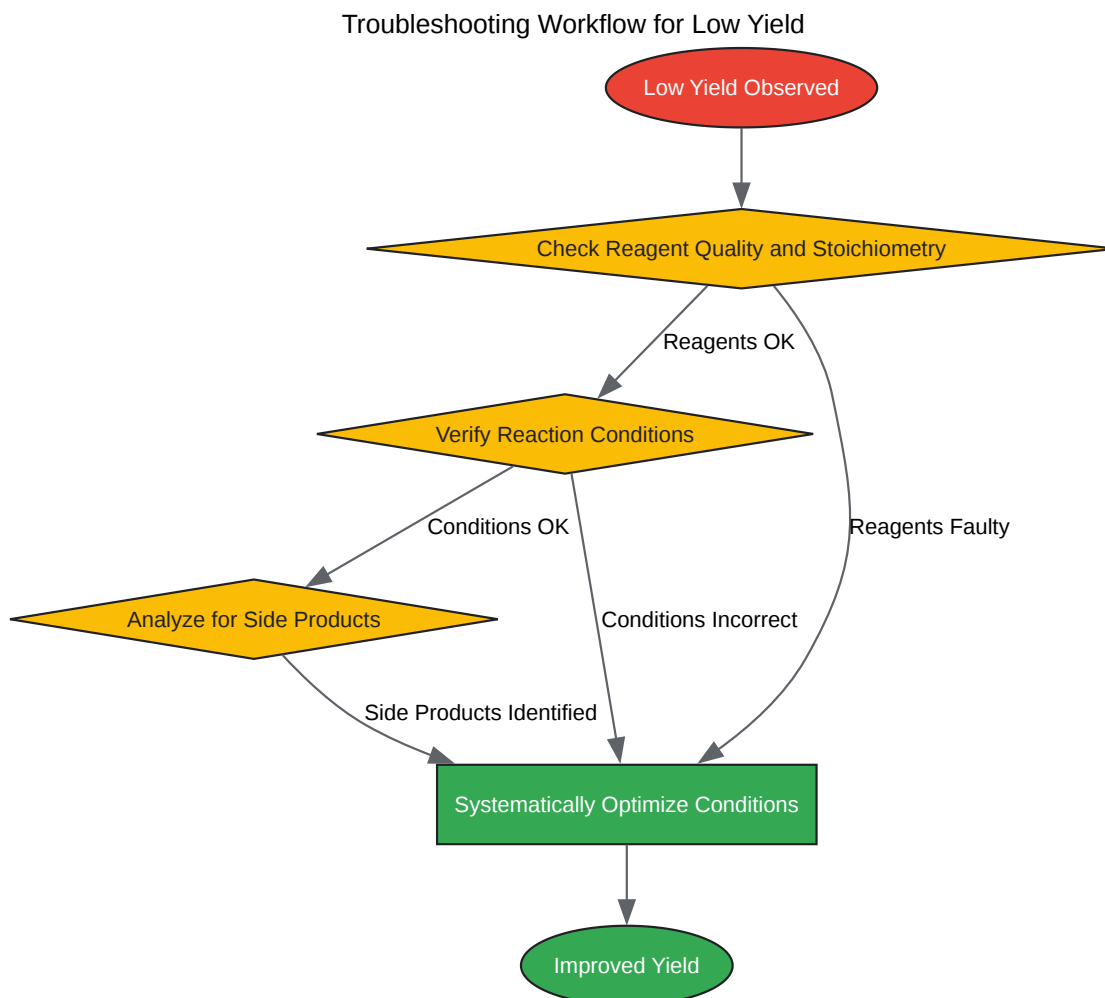 Troubleshooting Workflow for Low Yield
Low Yield Observed
Check Reagent Quality and Stoichiometry
Reagents OK
Verify Reaction Conditions
Conditions OK
Reagents Faulty
Analyze for Side Products
Conditions Incorrect
Side Products Identified
Systematically Optimize Conditions
Improved Yield